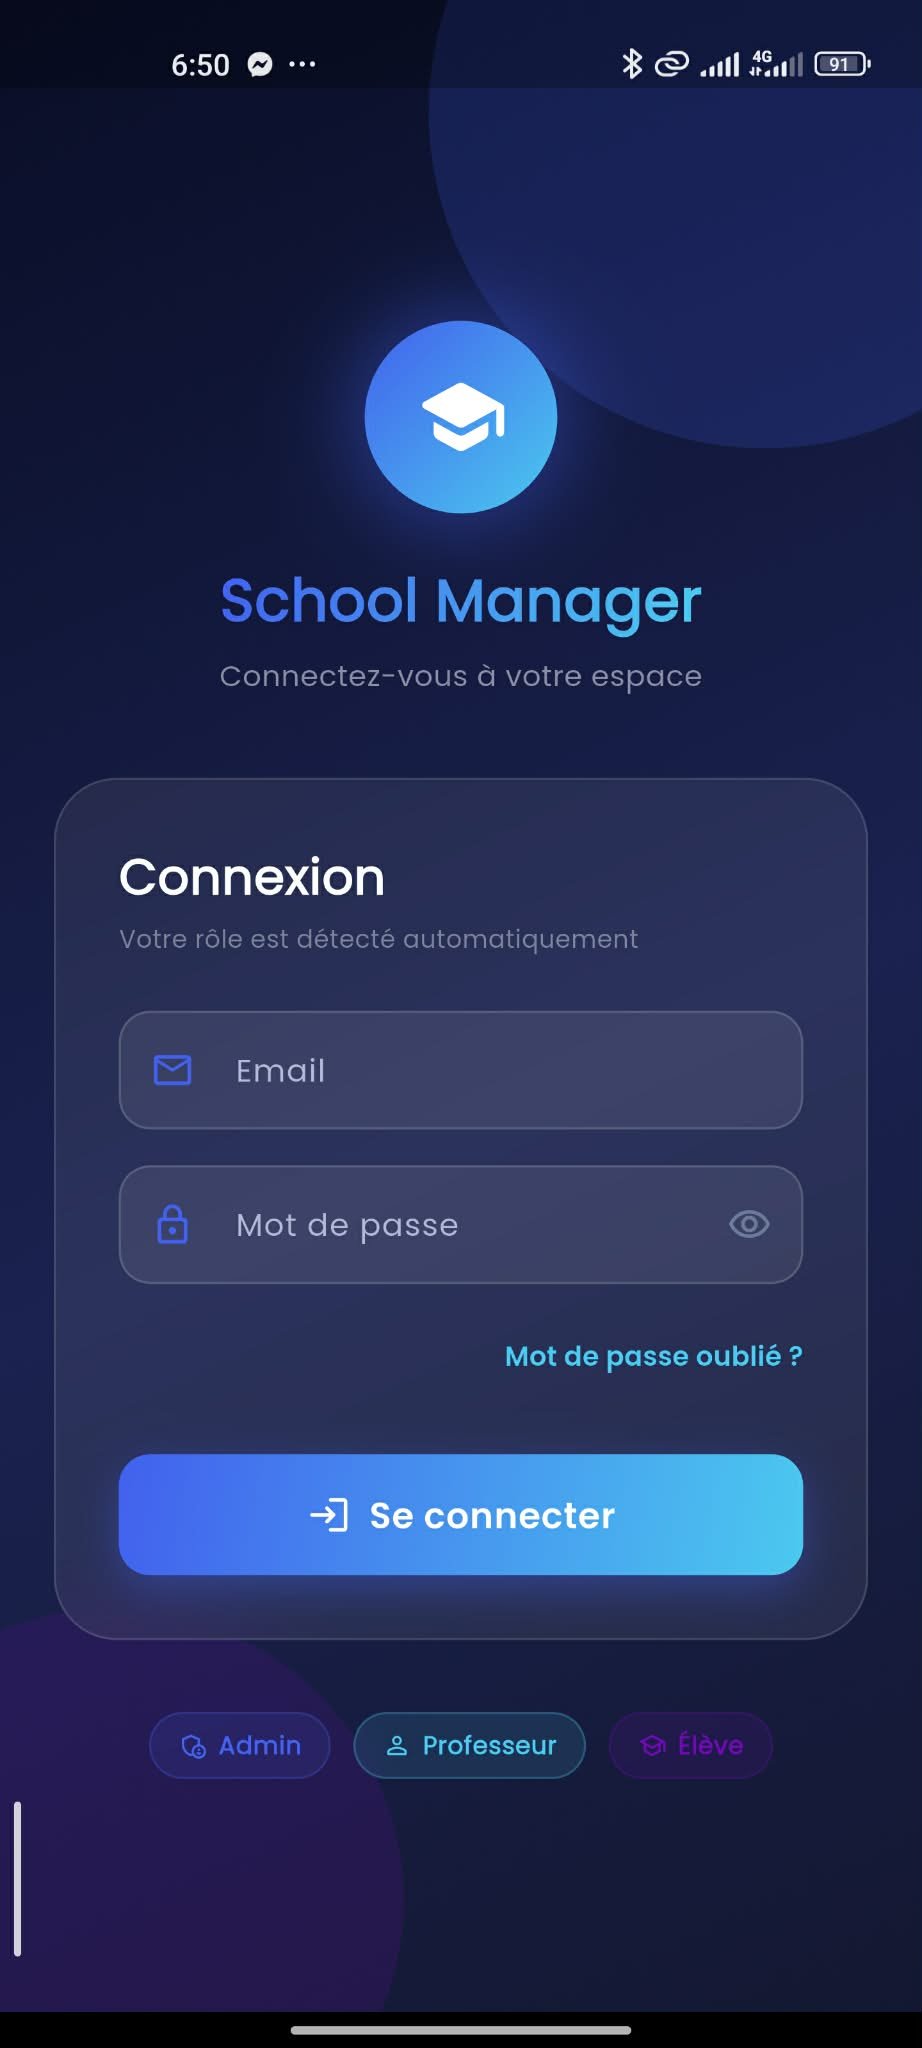 6:50
4G
91
School Manager
Connectez-vous à votre espace
Connexion
Votre rôle est détecté automatiquement
Email
Mot de passe
Mot de passe oublié ?
Se connecter
Admin Professeur Élève